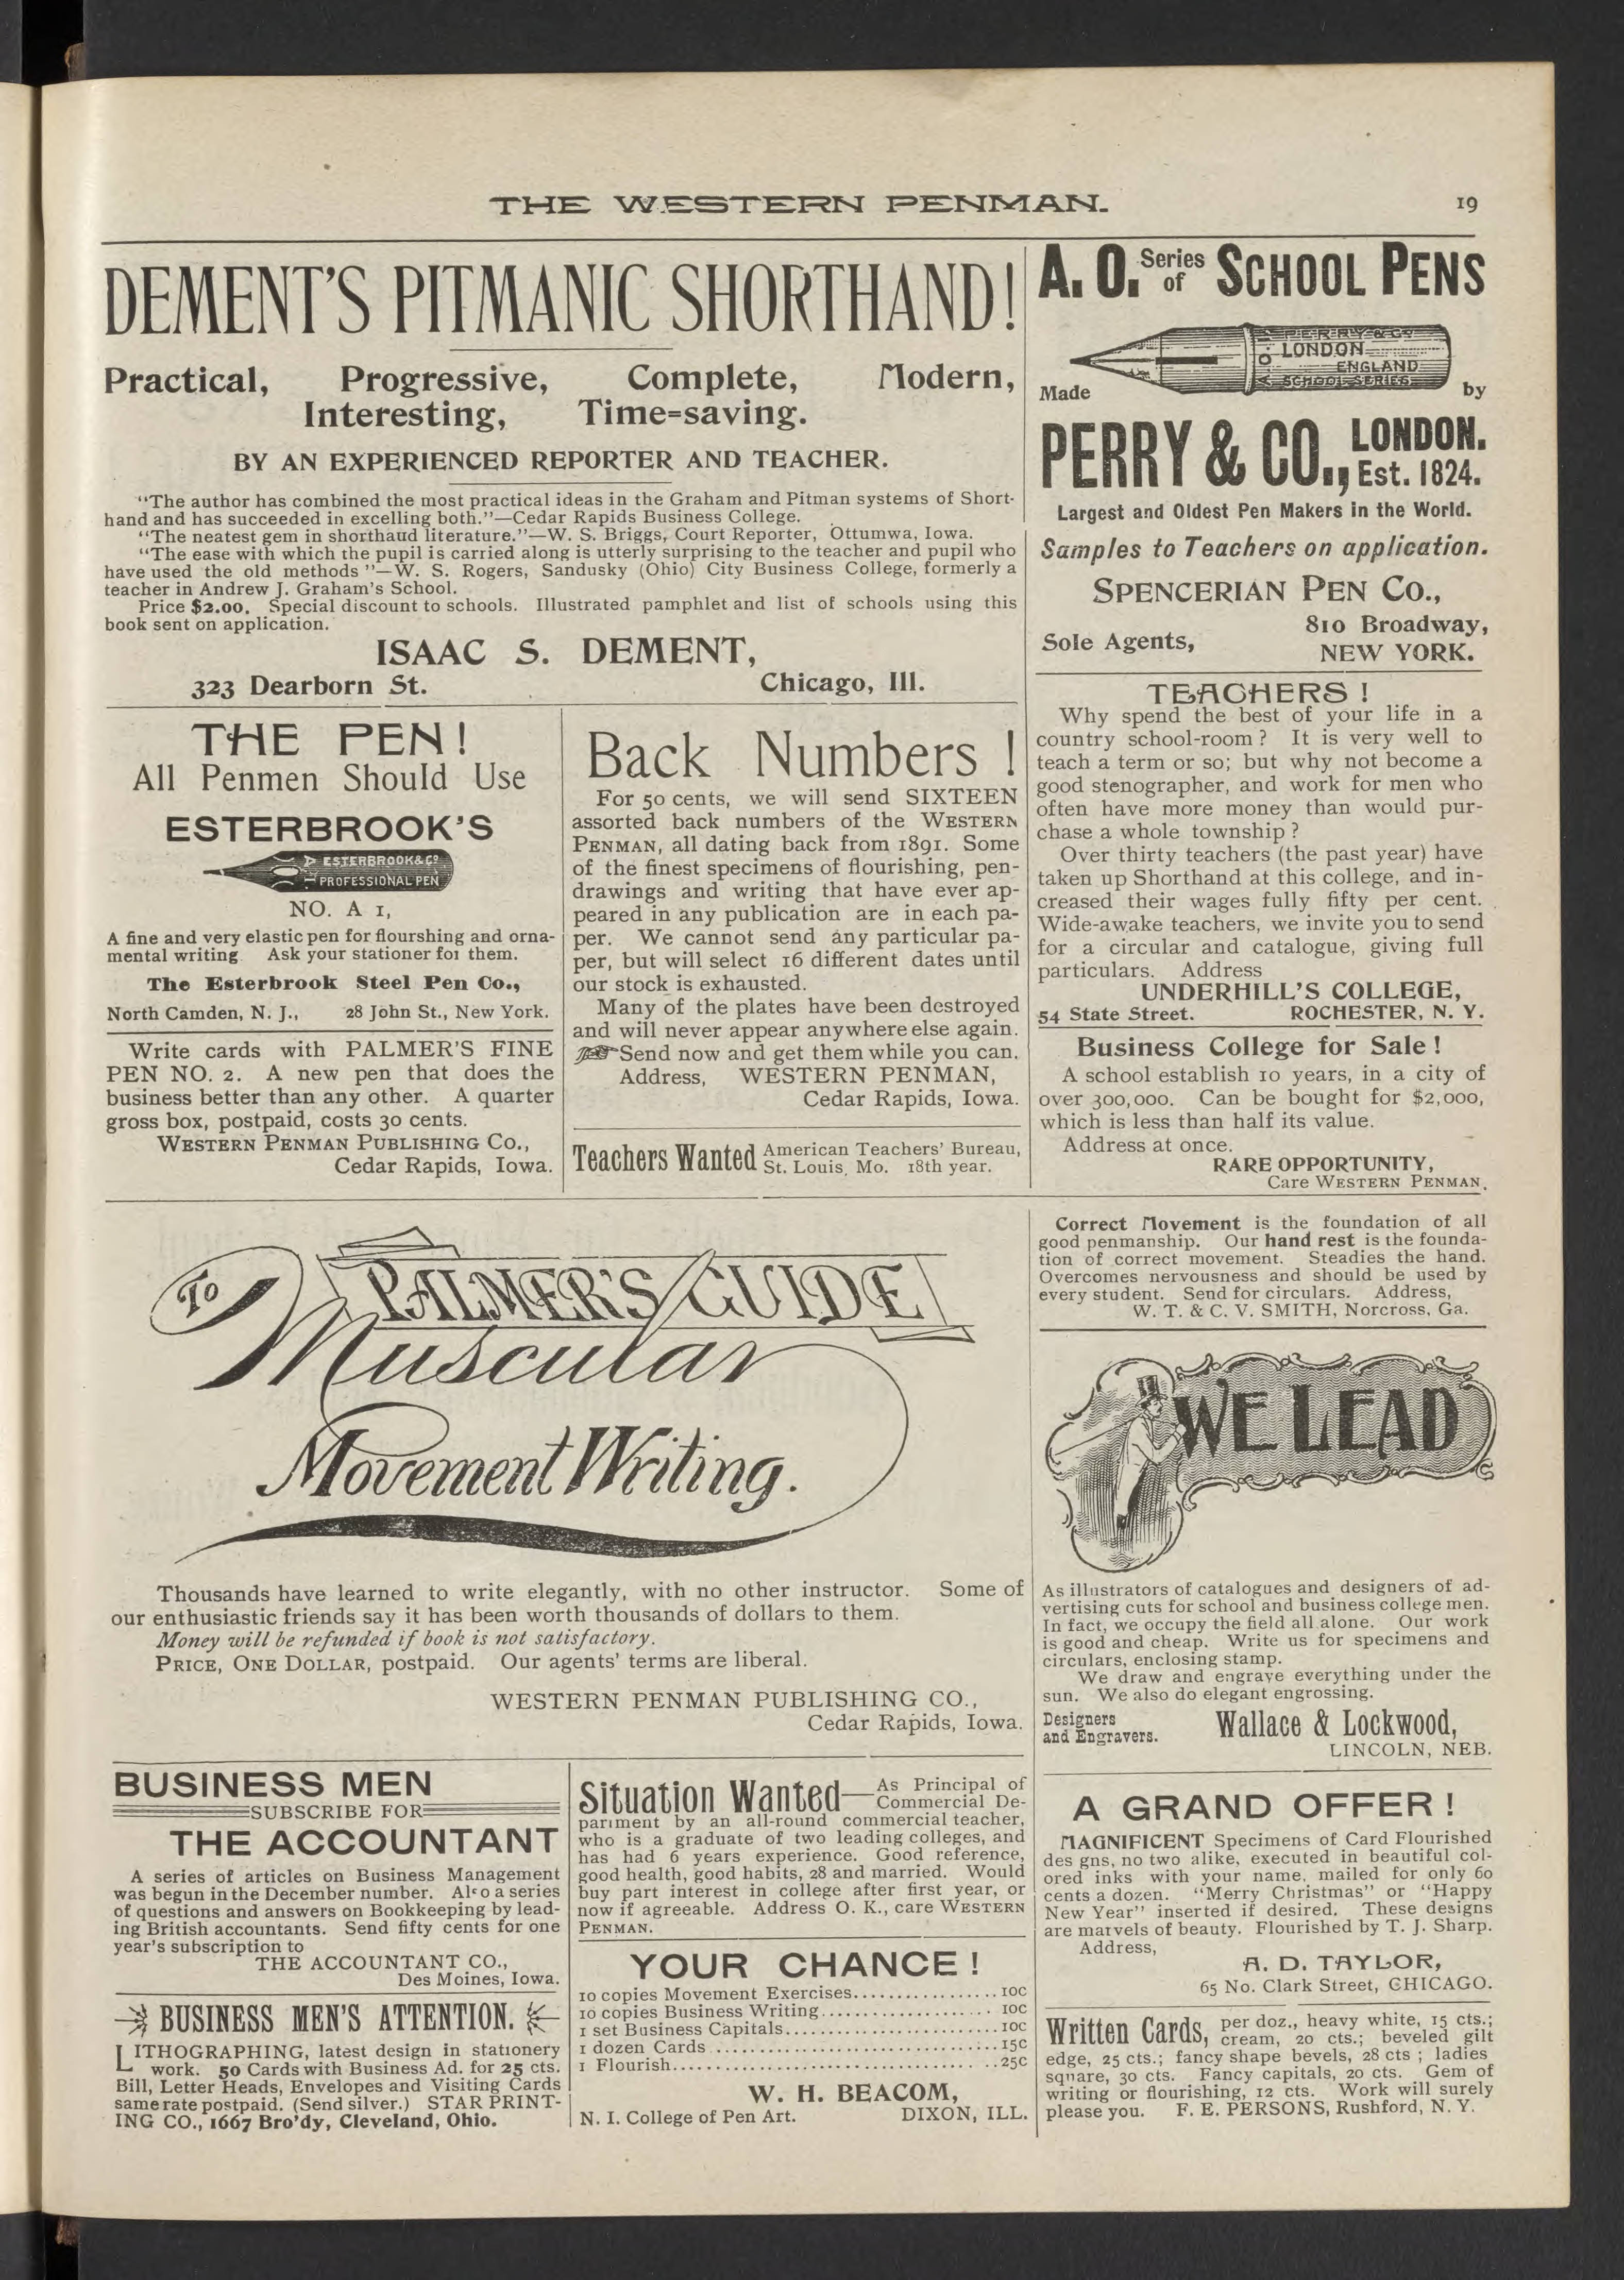 THE WESTERN PENMAN.
19
DEMENT'S PITMANIC SHORTHAND!
Practical, Progressive, Complete, Modern,
Interesting, Time=saving.
BY AN EXPERIENCED REPORTER AND TEACHER.
"The author has combined the most practical ideas in the Graham and Pitman systems of Short-
hand and has succeeded in excelling both."—Cedar Rapids Business College.
"The neatest gem in shorthaud literature."—W. S. Briggs, Court Reporter, Ottumwa, Iowa.
"The ease with which the pupil is carried along is utterly surprising to the teacher and pupil who
have used the old methods "—W. S. Rogers, Sandusky (Ohio) City Business College, formerly a
teacher in Andrew J. Graham's School.
Price $2.00. Special discount to schools. Illustrated pamphlet and list of schools using this
book sent on application.
ISAAC S. DEMENT,
323 Dearborn St. Chicago, Ill.
A. O. Series of SCHOOL PENS
PERRY & CO
LONDON
ENGLAND
A O
SCHOOL SERIES
Made by
PERRY & CO., LONDON.
Est. 1824.
Largest and Oldest Pen Makers in the World.
Samples to Teachers on application.
SPENCERIAN PEN CO.,
810 Broadway,
Sole Agents,
NEW YORK.
THE PEN!
All Penmen Should Use
ESTERBROOK'S
A 1 ESTERBROOK & CO
PROFESSIONAL PEN
NO. A 1,
A fine and very elastic pen for flourshing and orna-
mental writing Ask your stationer for them.
The Esterbrook Steel Pen Co.,
North Camden, N. J., 28 John St., New York.
Write cards with PALMER'S FINE
PEN NO. 2. A new pen that does the
business better than any other. A quarter
gross box, postpaid, costs 30 cents.
WESTERN PENMAN PUBLISHING CO.,
Cedar Rapids, Iowa.
Back Numbers !
For 50 cents, we will send SIXTEEN
assorted back numbers of the WESTERN
PENMAN, all dating back from 1891. Some
of the finest specimens of flourishing, pen-
drawings and writing that have ever ap-
peared in any publication are in each pa-
per. We cannot send any particular pa-
per, but will select 16 different dates until
our stock is exhausted.
Many of the plates have been destroyed
and will never appear anywhere else again.
Send now and get them while you can.
Address, WESTERN PENMAN,
Cedar Rapids, Iowa.
Teachers Wanted American Teachers' Bureau,
St. Louis, Mo. 18th year.
TEACHERS !
Why spend the best of your life in a
country school-room ? It is very well to
teach a term or so; but why not become a
good stenographer, and work for men who
often have more money than would pur-
chase a whole township ?
Over thirty teachers (the past year) have
taken up Shorthand at this college, and in-
creased their wages fully fifty per cent.
Wide-awake teachers, we invite you to send
for a circular and catalogue, giving full
particulars. Address
UNDERHILL'S COLLEGE,
54 State Street. ROCHESTER, N. Y.
Business College for Sale !
A school establish 10 years, in a city of
over 300,000. Can be bought for $2,000,
which is less than half its value.
Address at once.
RARE OPPORTUNITY,
Care WESTERN PENMAN.
To PALMER'S GUIDE
Muscular
Movement Writing.
Thousands have learned to write elegantly, with no other instructor. Some of
our enthusiastic friends say it has been worth thousands of dollars to them.
Money will be refunded if book is not satisfactory.
PRICE, ONE DOLLAR, postpaid. Our agents' terms are liberal.
WESTERN PENMAN PUBLISHING CO.,
Cedar Rapids, Iowa.
Correct Movement is the foundation of all
good penmanship. Our hand rest is the founda-
tion of correct movement. Steadies the hand.
Overcomes nervousness and should be used by
every student. Send for circulars. Address,
W. T. & C. V. SMITH, Norcross, Ga.
WE LEAD
As illustrators of catalogues and designers of ad-
vertising cuts for school and business college men.
In fact, we occupy the field all alone. Our work
is good and cheap. Write us for specimens and
circulars, enclosing stamp.
We draw and engrave everything under the
sun. We also do elegant engrossing.
Designers
and Engravers. Wallace & Lockwood,
LINCOLN, NEB.
BUSINESS MEN
SUBSCRIBE FOR
THE ACCOUNTANT
A series of articles on Business Management
was begun in the December number. Also a series
of questions and answers on Bookkeeping by lead-
ing British accountants. Send fifty cents for one
year's subscription to
THE ACCOUNTANT CO.,
Des Moines, Iowa.
BUSINESS MEN'S ATTENTION.
LITHOGRAPHING, latest design in stationery
work. 50 Cards with Business Ad. for 25 cts.
Bill, Letter Heads, Envelopes and Visiting Cards
same rate postpaid. (Send silver.) STAR PRINT-
ING CO., 1667 Bro'dy, Cleveland, Ohio.
Situation Wanted—As Principal of
Commercial De-
partment by an all-round commercial teacher,
who is a graduate of two leading colleges, and
has had 6 years experience. Good reference,
good health, good habits, 28 and married. Would
buy part interest in college after first year, or
now if agreeable. Address O. K., care WESTERN
PENMAN.
YOUR CHANCE !
10 copies Movement Exercises................10C
10 copies Business Writing................... 10C
1 set Business Capitals.......................10C
1 dozen Cards ..............................15C
1 Flourish...................................25C
W. H. BEACOM,
N. I. College of Pen Art. DIXON, ILL.
A GRAND OFFER !
MAGNIFICENT Specimens of Card Flourished
des gns, no two alike, executed in beautiful col-
ored inks with your name, mailed for only 60
cents a dozen. "Merry Christmas" or "Happy
New Year" inserted if desired. These designs
are marvels of beauty. Flourished by T. J. Sharp.
Address,
A. D. TAYLOR,
65 No. Clark Street, CHICAGO.
Written Cards, per doz., heavy white, 15 cts.;
cream, 20 cts.; beveled gilt
edge, 25 cts.; fancy shape bevels, 28 cts ; ladies
square, 30 cts. Fancy capitals, 20 cts. Gem of
writing or flourishing, 12 cts. Work will surely
please you. F. E. PERSONS, Rushford, N. Y.